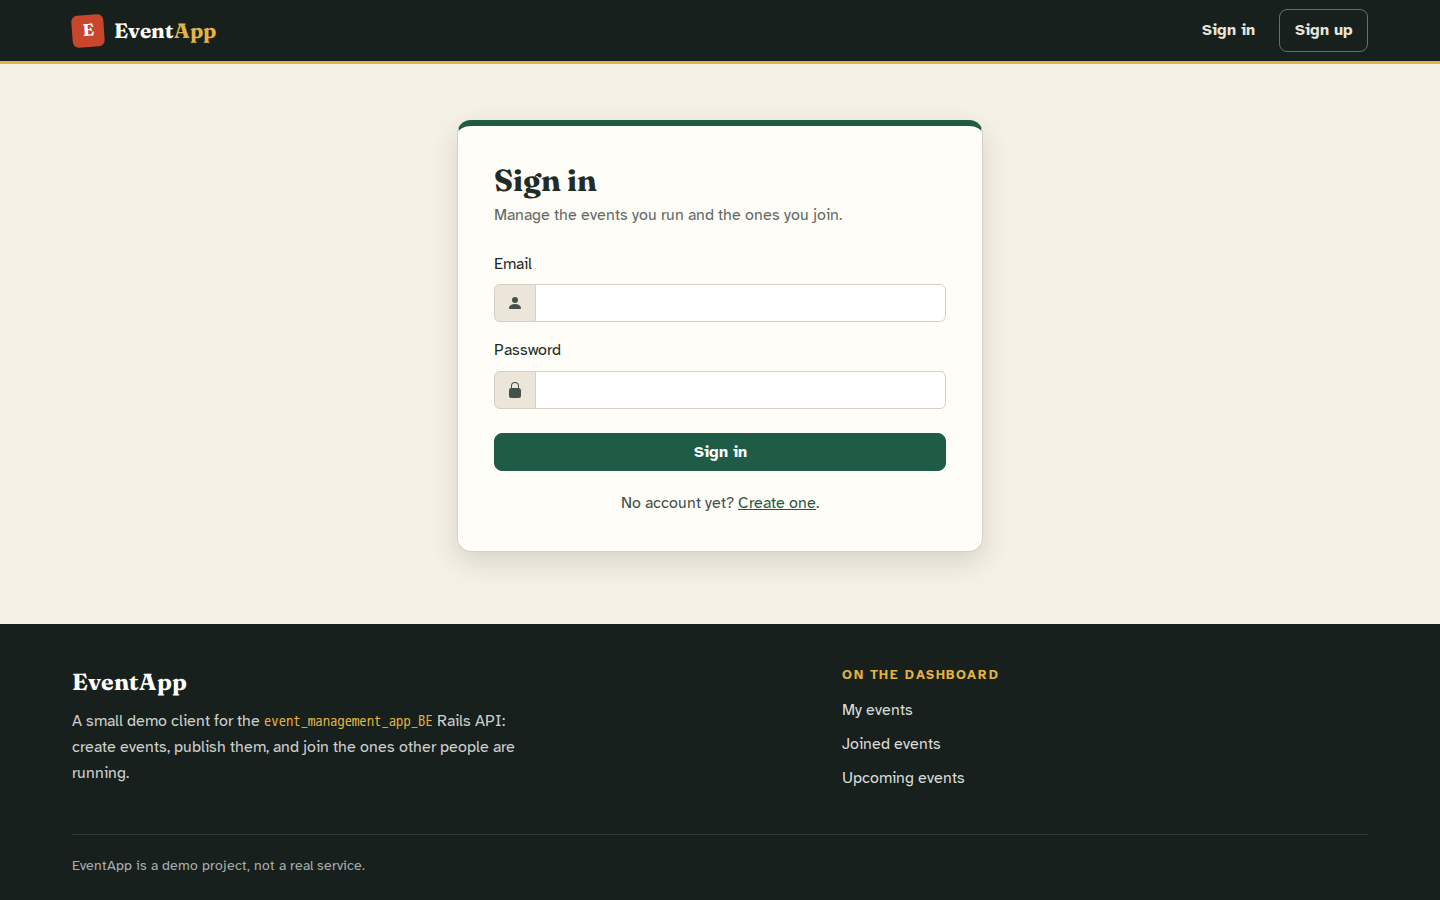 E EventApp
Sign in
Sign up
Sign in
Manage the events you run and the ones you join.
Email
Password
Sign in
No account yet? Create one.
EventApp
A small demo client for the event_management_app_BE Rails API:
create events, publish them, and join the ones other people are
running.
ON THE DASHBOARD
My events
Joined events
Upcoming events
EventApp is a demo project, not a real service.